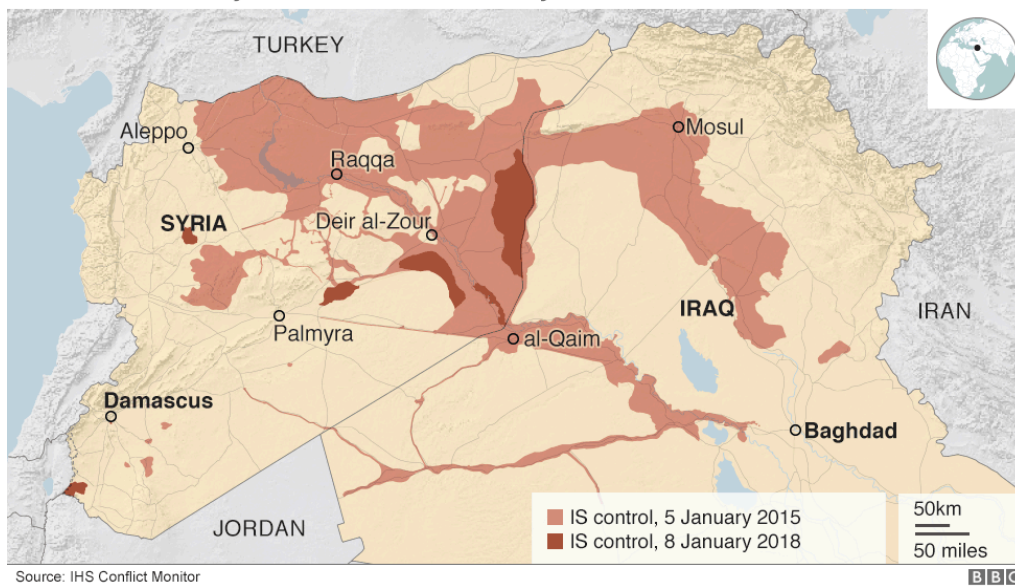 TURKEY
Aleppo
Mosul
Raqqa
SYRIA
Deir al-Zour
IRAQ
IRAN
Palmyra
al-Qaim
Damascus
Baghdad
JORDAN
IS control, 5 January 2015
IS control, 8 January 2018
50km
50 miles
Source: IHS Conflict Monitor
BBC